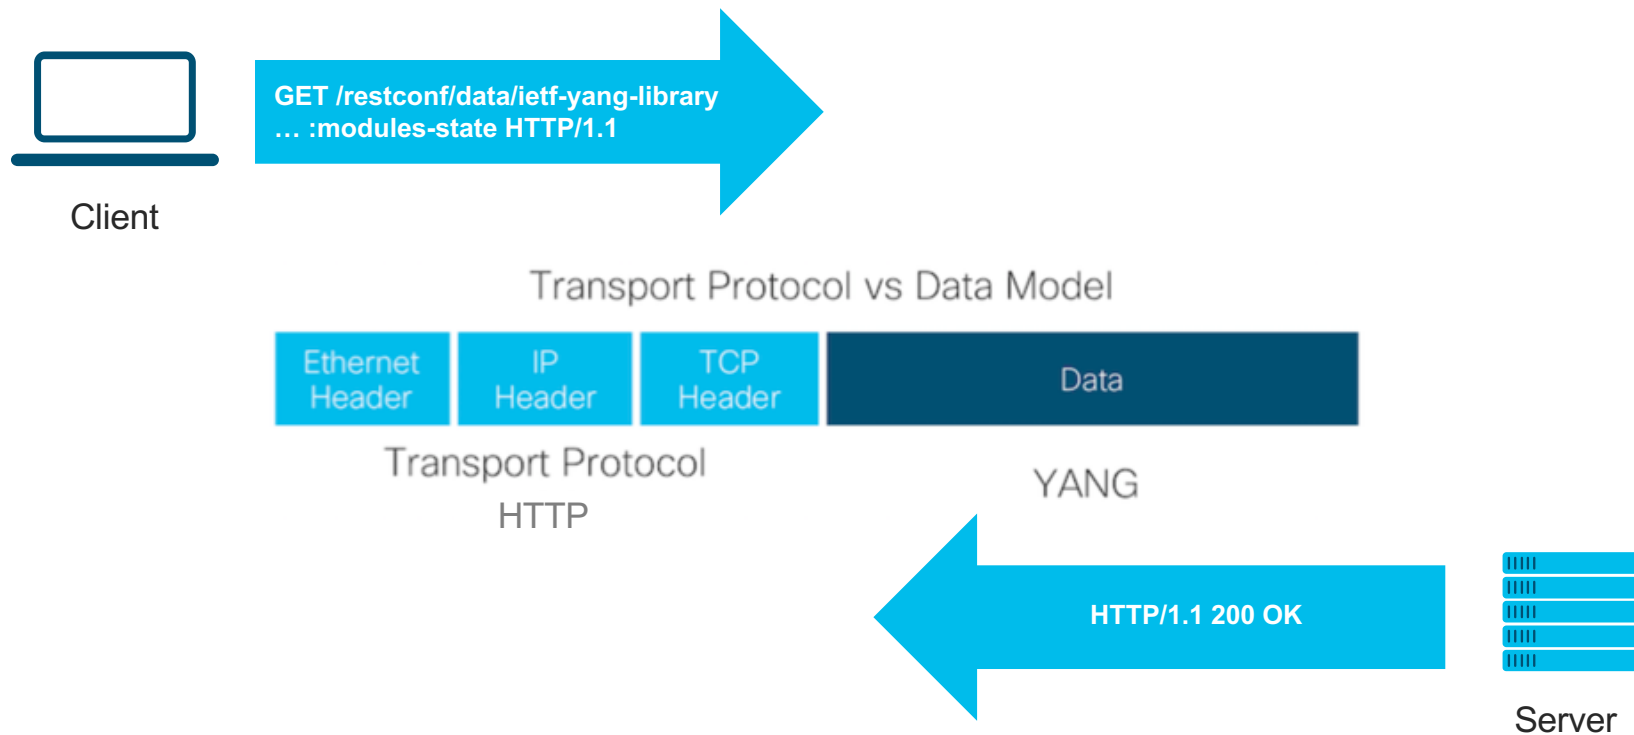 GET /restconf/data/ietf-yang-library
… :modules-state HTTP/1.1
Client
Transport Protocol vs Data Model
Ethernet
Header
IP
Header
TCP
Header
Data
Transport Protocol
HTTP
YANG
HTTP/1.1 200 OK
Server